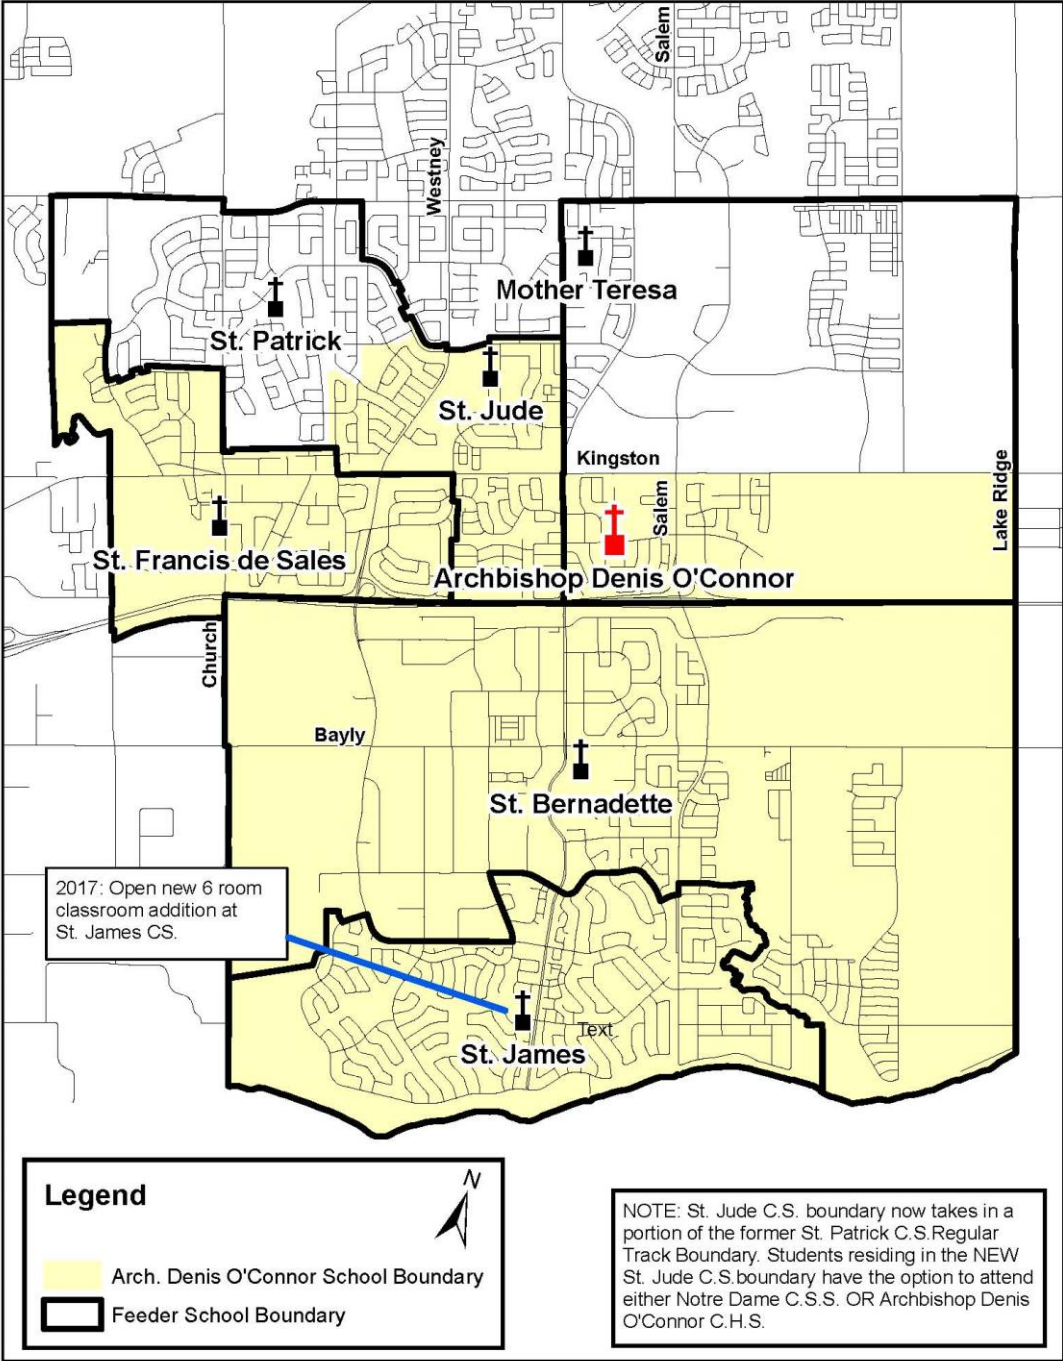 Salem
Westney
Mother Teresa
St. Patrick
St. Jude
Kingston
Salem
Lake Ridge
St. Francis de Sales
Archbishop Denis O'Connor
Church
Bayly
St. Bernadette
2017: Open new 6 room
classroom addition at
St. James CS.
Text
St. James
Legend
N
Arch. Denis O'Connor School Boundary
Feeder School Boundary
NOTE: St. Jude C.S. boundary now takes in a
portion of the former St. Patrick C.S.Regular
Track Boundary. Students residing in the NEW
St. Jude C.S.boundary have the option to attend
either Notre Dame C.S.S. OR Archbishop Denis
O'Connor C.H.S.